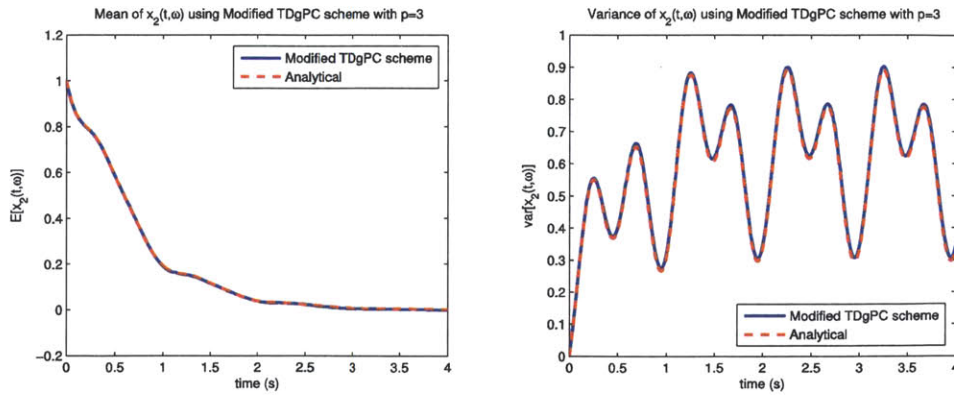 Mean of x₂(t,ω) using Modified TDgPC scheme with p=3
1.2
1
0.8
0.6
0.4
0.2
0
−0.2
E[x₂(t,ω)]
Modified TDgPC scheme
Analytical
0 0.5 1 1.5 2 2.5 3 3.5 4
time (s)
Variance of x₂(t,ω) using Modified TDgPC scheme with p=3
1
0.9
0.8
0.7
0.6
0.5
0.4
0.3
0.2
0.1
0
var[x₂(t,ω)]
Modified TDgPC scheme
Analytical
0 0.5 1 1.5 2 2.5 3 3.5 4
time (s)